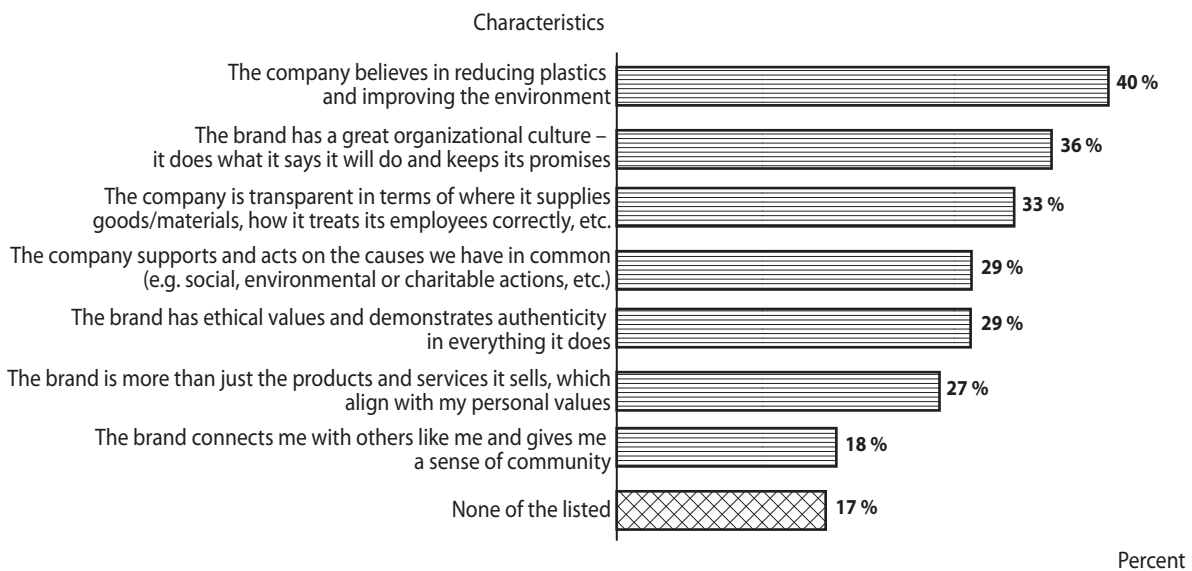 Characteristics
The company believes in reducing plastics
and improving the environment
40 %
The brand has a great organizational culture –
it does what it says it will do and keeps its promises
36 %
The company is transparent in terms of where it supplies
goods/materials, how it treats its employees correctly, etc.
33 %
The company supports and acts on the causes we have in common
(e.g. social, environmental or charitable actions, etc.)
29 %
The brand has ethical values and demonstrates authenticity
in everything it does
29 %
The brand is more than just the products and services it sells, which
align with my personal values
27 %
The brand connects me with others like me and gives me
a sense of community
18 %
None of the listed
17 %
Percent